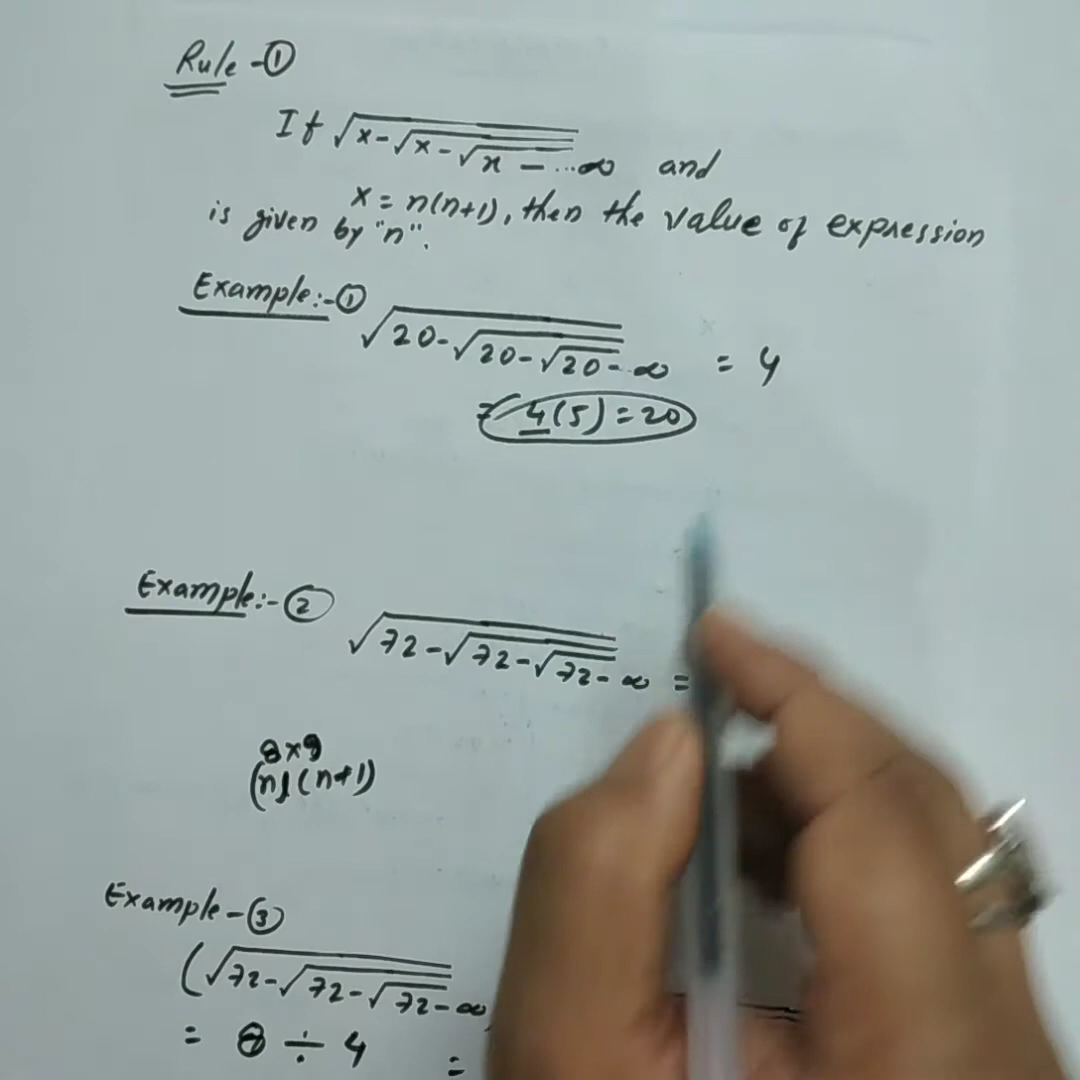 Rule-①
If √x-√x-√x-...∞ and
x = n(n+1), then the value of expression
is given by "n".
Example:-① √20-√20-√20-∞ = 4
4(5)=20
Example:-② √72-√72-√72-∞ =
8×9
(n)(n+1)
Example-③
(√72-√72-√72-∞
= 8 ÷ 4 =